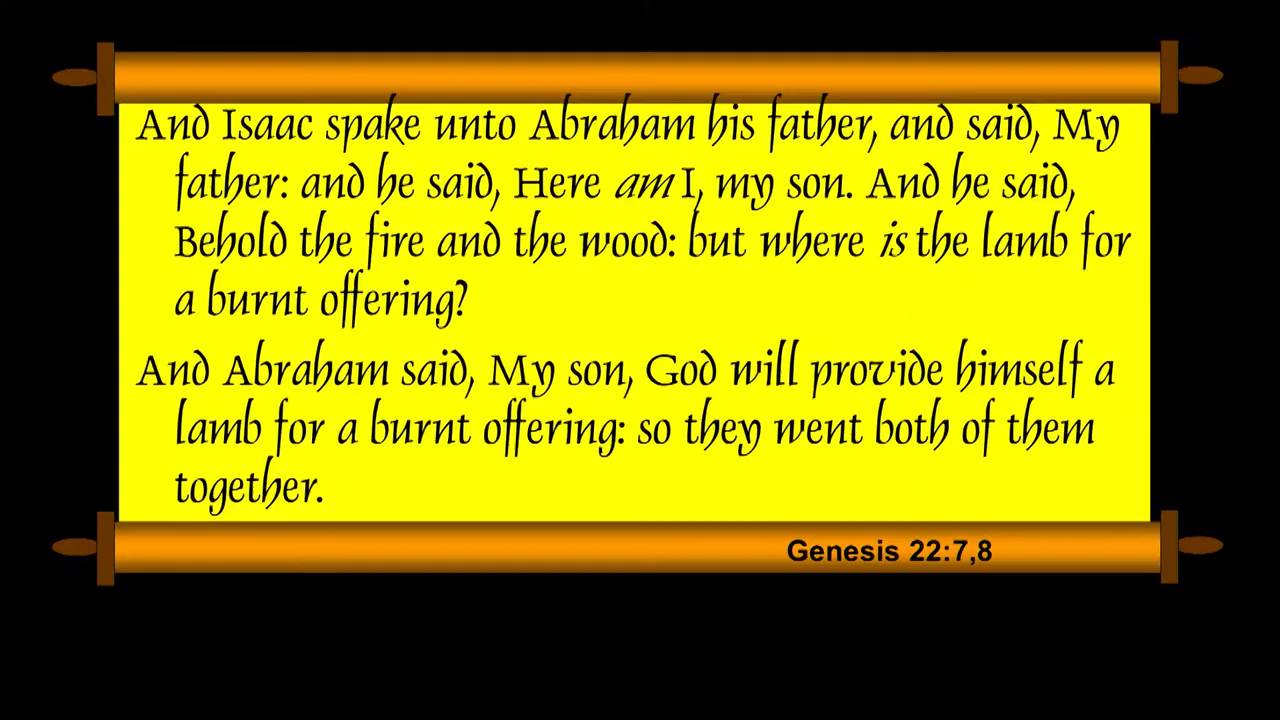 And Isaac spake unto Abraham his father, and said, My
father: and he said, Here am I, my son. And he said,
Behold the fire and the wood: but where is the lamb for
a burnt offering?
And Abraham said, My son, God will provide himself a
lamb for a burnt offering: so they went both of them
together.
Genesis 22:7,8